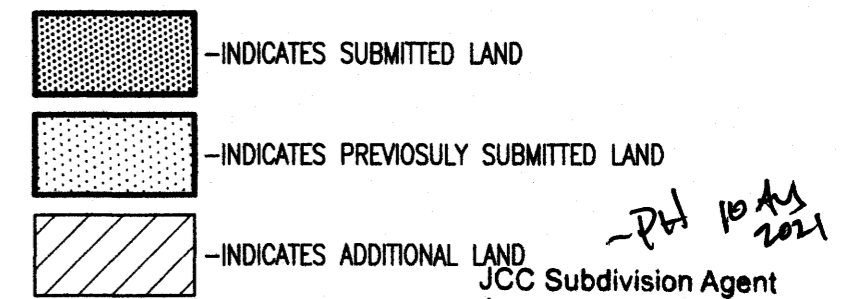 -INDICATES SUBMITTED LAND
-INDICATES PREVIOSULY SUBMITTED LAND
-PH 10 Aug 2021
-INDICATES ADDITIONAL LAND
JCC Subdivision Agent